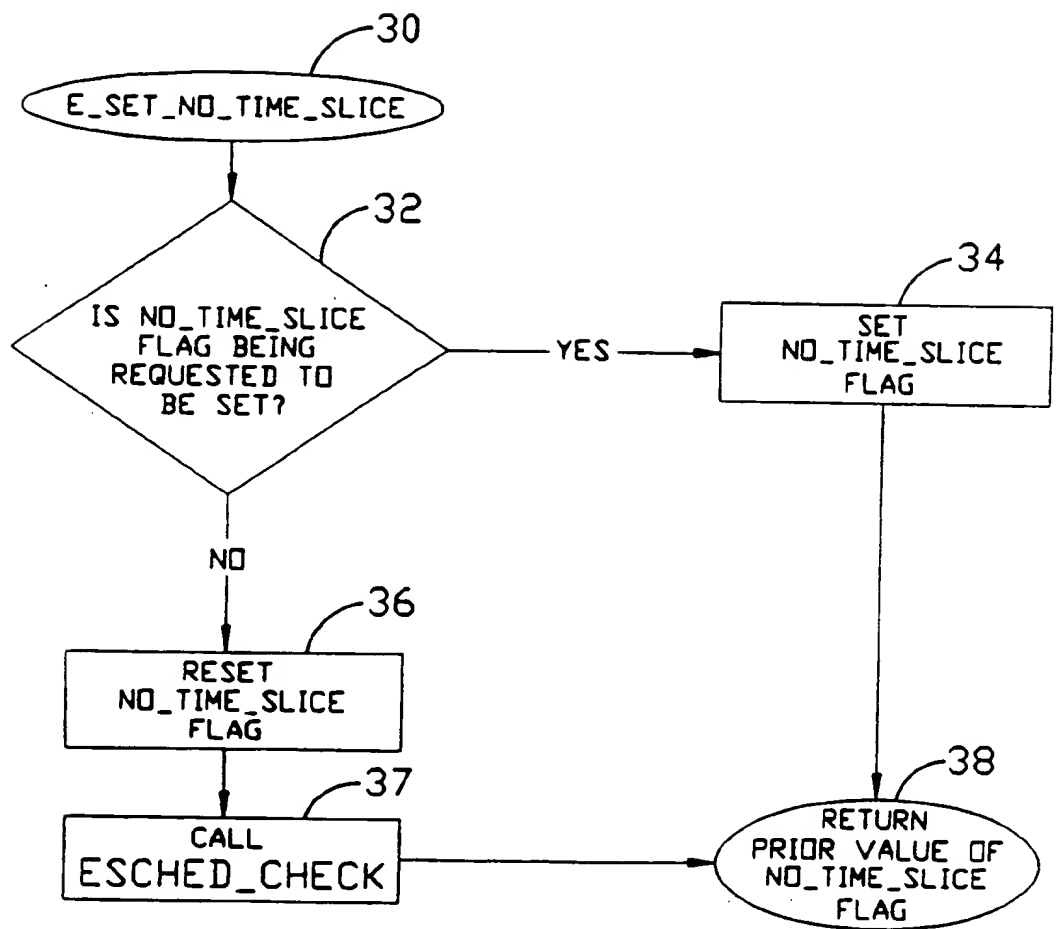 30
E_SET_NO_TIME_SLICE
32
IS NO_TIME_SLICE
FLAG BEING
REQUESTED TO
BE SET?
YES
34
SET
NO_TIME_SLICE
FLAG
NO
36
RESET
NO_TIME_SLICE
FLAG
37
CALL
ESCHED_CHECK
38
RETURN
PRIOR VALUE OF
NO_TIME_SLICE
FLAG